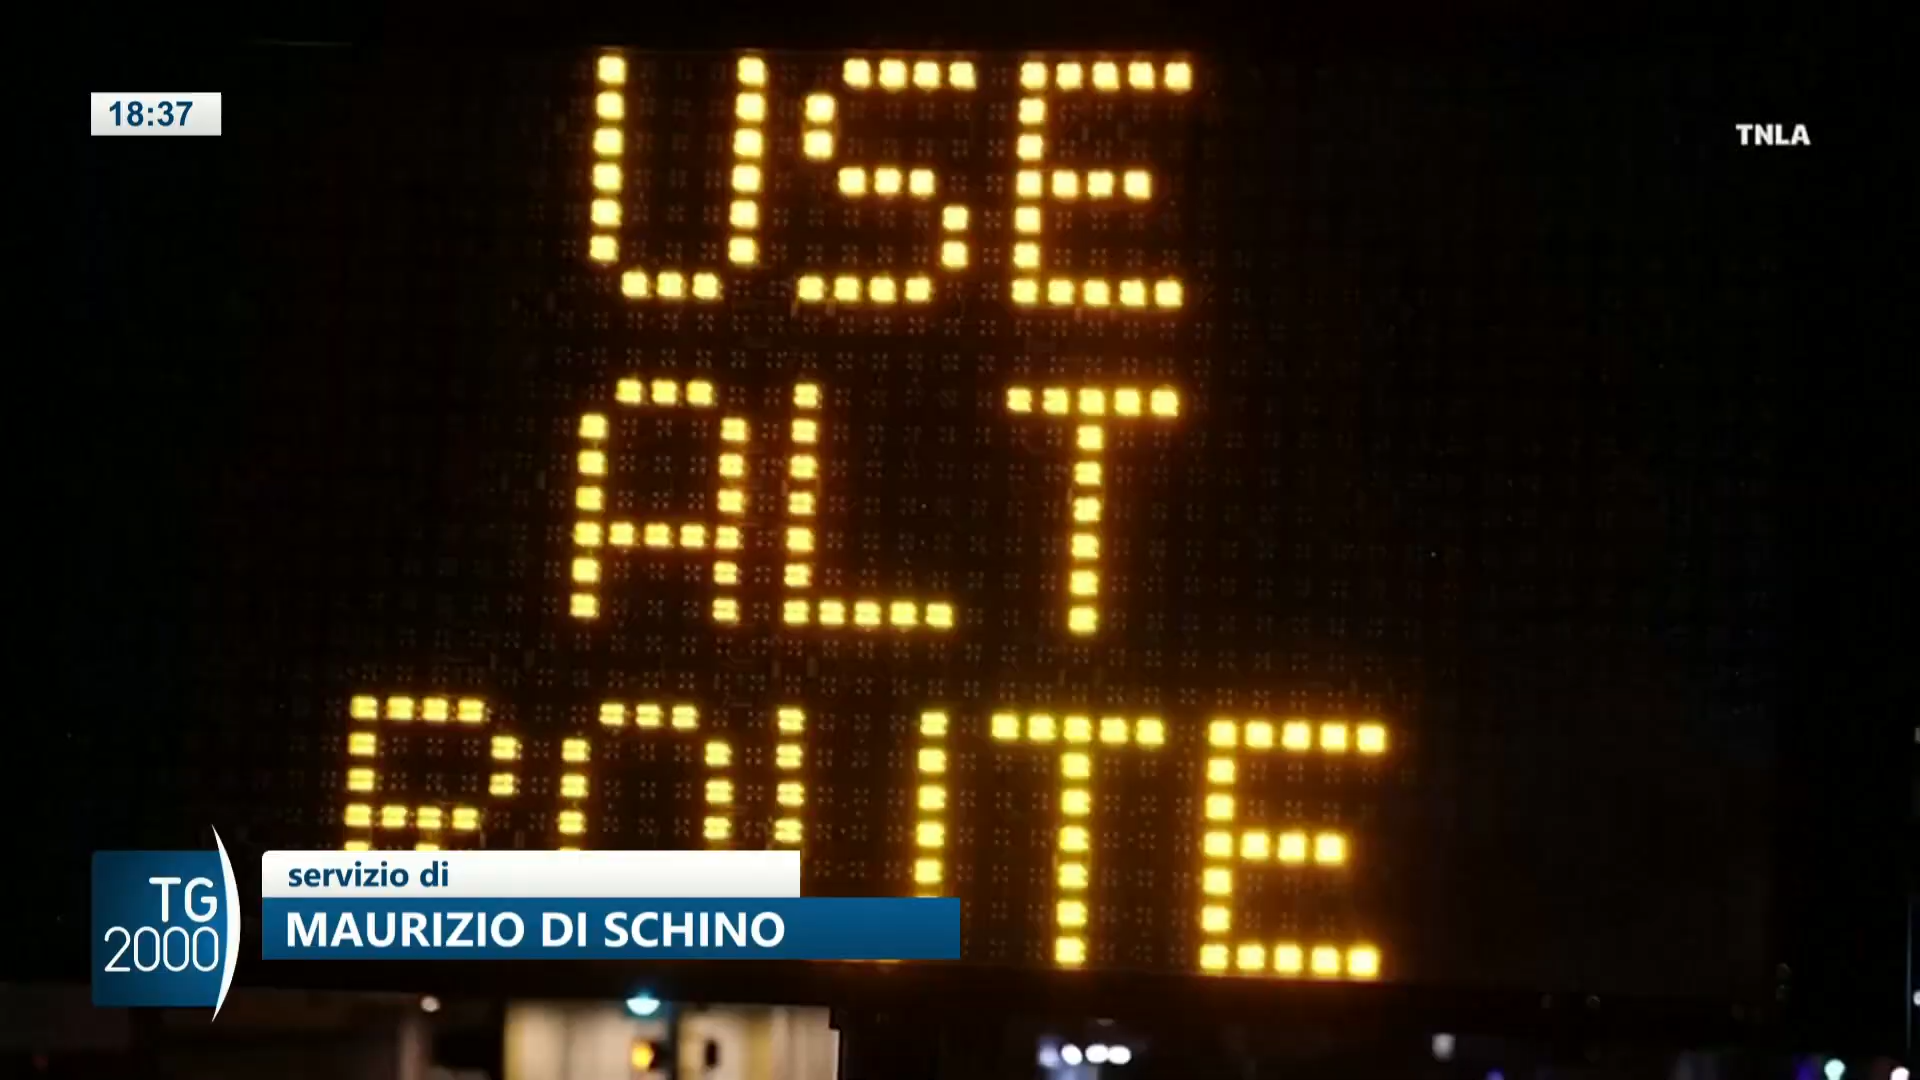 18:37
TNLA
USE
ALT
ROUTE
servizio di
MAURIZIO DI SCHINO
TG
2000